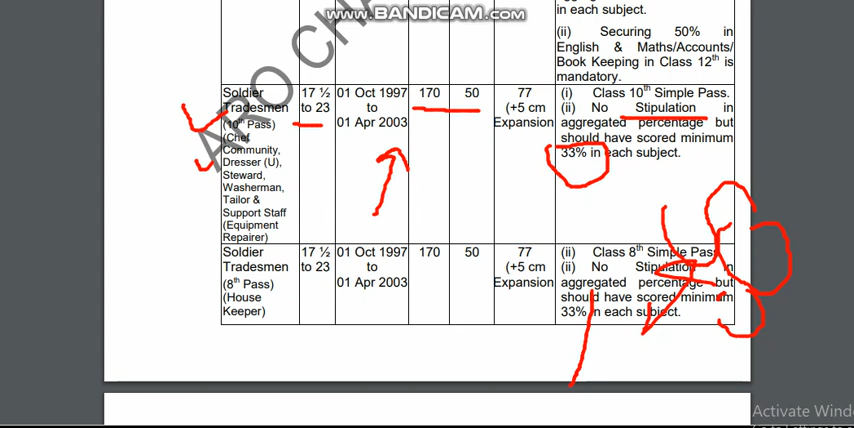 www.BANDICAM.com
in each subject.
(ii) Securing 50% in
English & Maths/Accounts/
Book Keeping in Class 12th is
mandatory.
ARO CHA
Soldier 17 ½ 01 Oct 1997 170 50 77 (i) Class 10th Simple Pass.
Tradesmen to 23 to (+5 cm (ii) No Stipulation in
(10th Pass) 01 Apr 2003 Expansion aggregated percentage but
(Chef should have scored minimum
Community, 33% in each subject.
Dresser (U),
Steward,
Washerman,
Tailor &
Support Staff
(Equipment
Repairer)
Soldier 17 ½ 01 Oct 1997 170 50 77 (ii) Class 8th Simple Pass
Tradesmen to 23 to (+5 cm (ii) No Stipulation in
(8th Pass) 01 Apr 2003 Expansion aggregated percentage but
(House should have scored minimum
Keeper) 33% in each subject.
Activate Wind